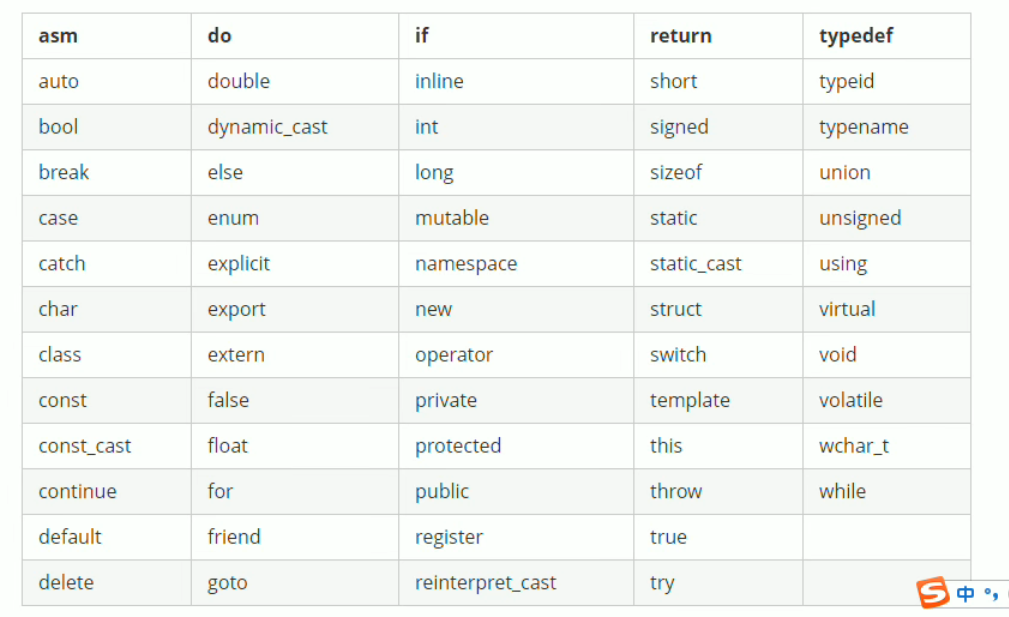 asm do if return typedef
auto double inline short typeid
bool dynamic_cast int signed typename
break else long sizeof union
case enum mutable static unsigned
catch explicit namespace static_cast using
char export new struct virtual
class extern operator switch void
const false private template volatile
const_cast float protected this wchar_t
continue for public throw while
default friend register true
delete goto reinterpret_cast try
S 中 °,